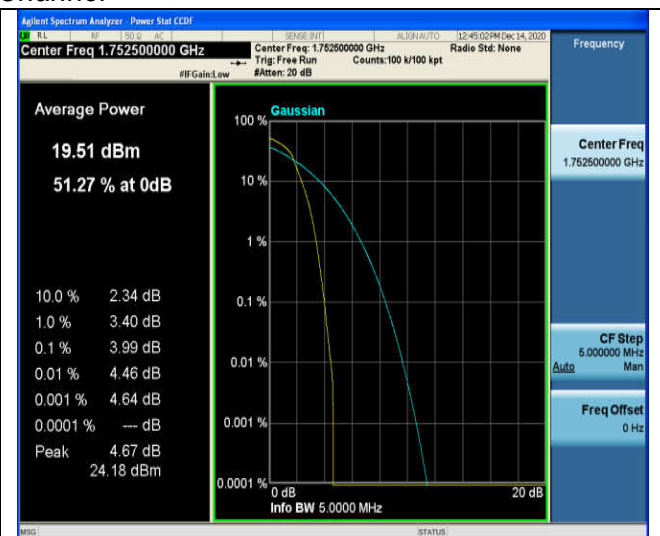 Agilent Spectrum Analyzer - Power Stat CCDF
RL RF 50 Ω AC SENSE:INT ALIGN AUTO 12:45:02 PM Dec 14, 2020
Center Freq 1.752500000 GHz
Center Freq: 1.752500000 GHz
Radio Std: None
Trig: Free Run Counts:100 k/100 kpt
#IFGain:Low #Atten: 20 dB
Frequency
Average Power
19.51 dBm
51.27 % at 0dB
10.0 % 2.34 dB
1.0 % 3.40 dB
0.1 % 3.99 dB
0.01 % 4.46 dB
0.001 % 4.64 dB
0.0001 % --- dB
Peak 4.67 dB
24.18 dBm
Gaussian
100 %
10 %
1 %
0.1 %
0.01 %
0.001 %
0.0001 %
0 dB 20 dB
Info BW 5.0000 MHz
Center Freq
1.752500000 GHz
CF Step
5.000000 MHz
Auto Man
Freq Offset
0 Hz
MSG STATUS